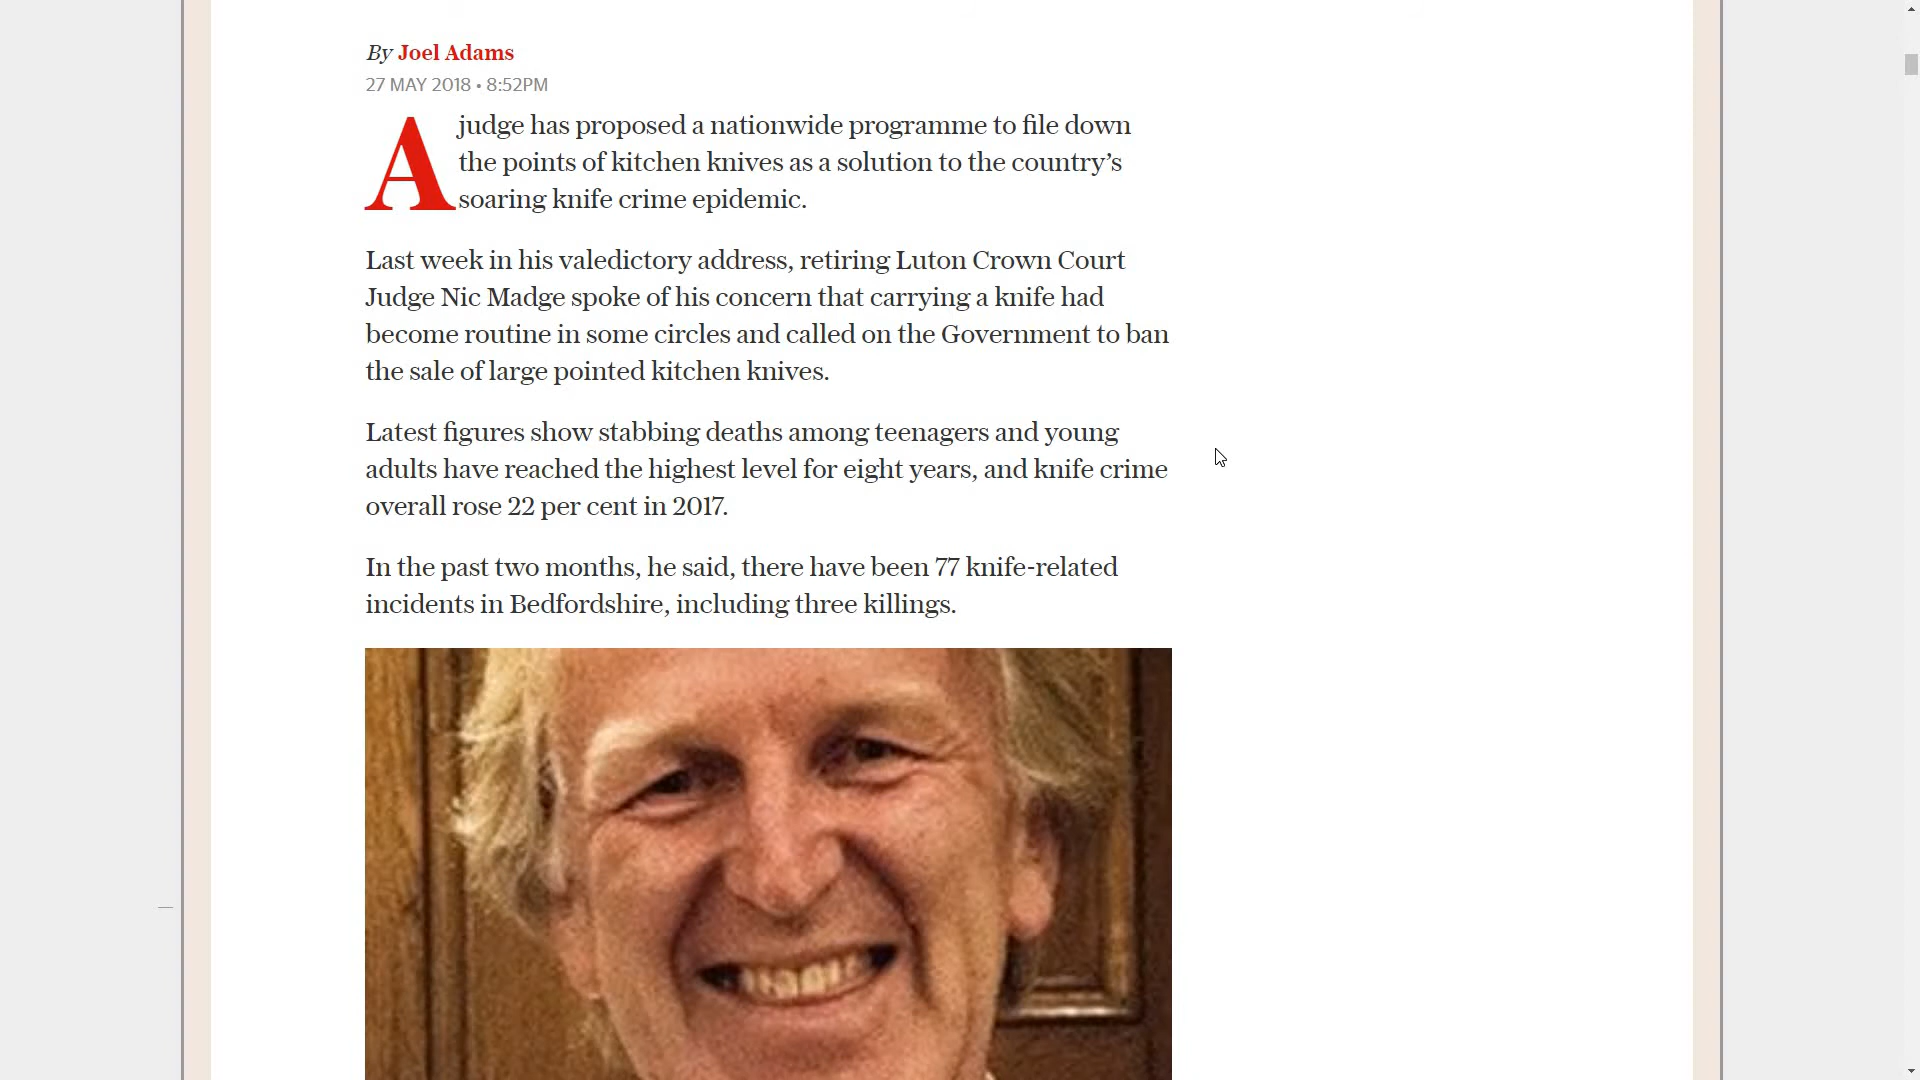 By Joel Adams
27 MAY 2018 • 8:52PM
A judge has proposed a nationwide programme to file down
the points of kitchen knives as a solution to the country’s
soaring knife crime epidemic.
Last week in his valedictory address, retiring Luton Crown Court
Judge Nic Madge spoke of his concern that carrying a knife had
become routine in some circles and called on the Government to ban
the sale of large pointed kitchen knives.
Latest figures show stabbing deaths among teenagers and young
adults have reached the highest level for eight years, and knife crime
overall rose 22 per cent in 2017.
In the past two months, he said, there have been 77 knife-related
incidents in Bedfordshire, including three killings.